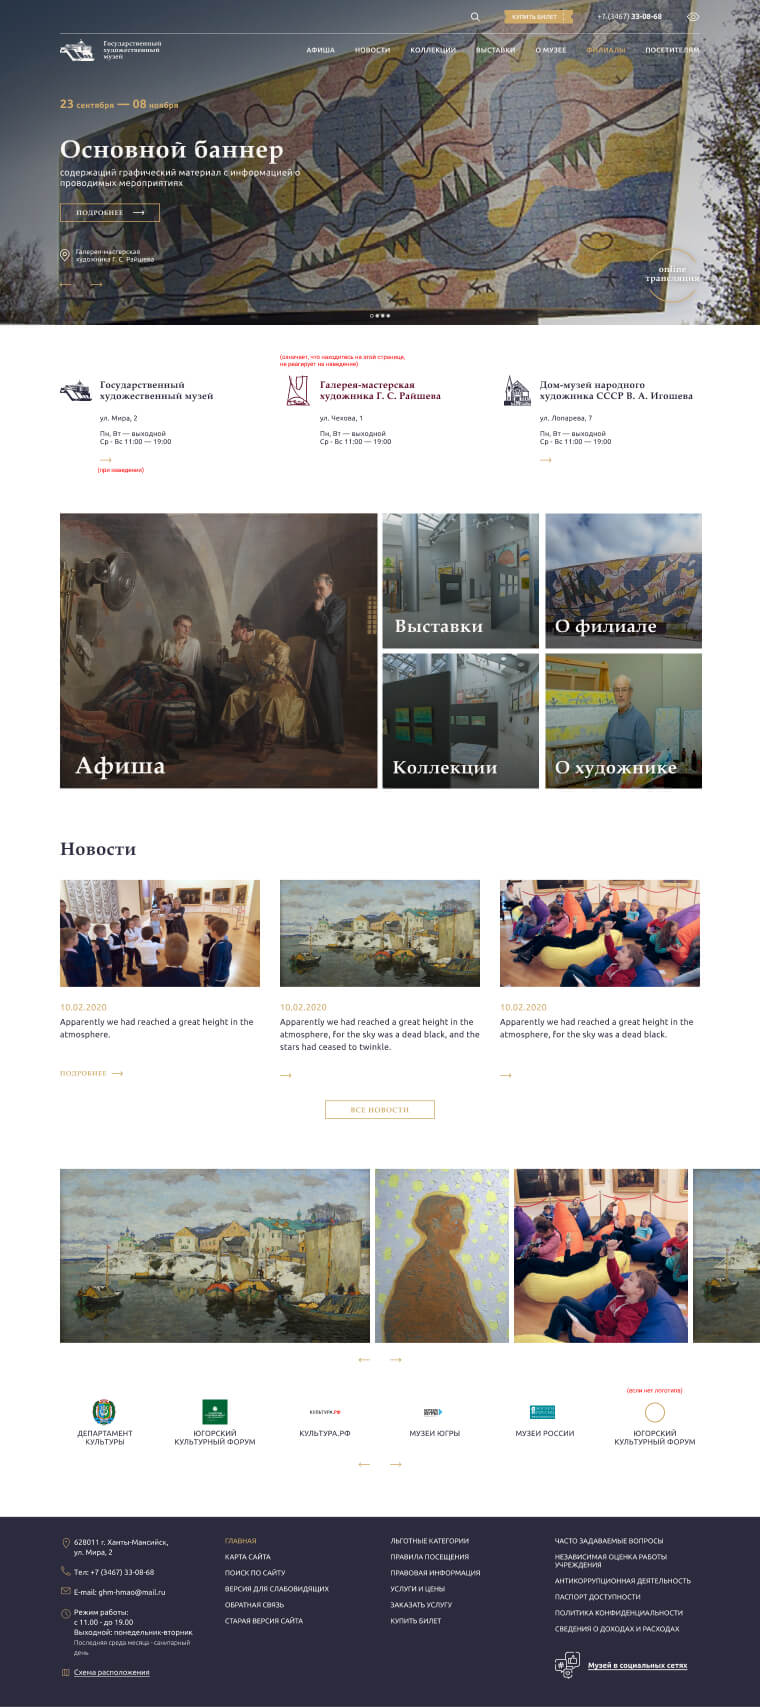 КУПИТЬ БИЛЕТ
+7 (3467) 33-08-68
Государственный
художественный
музей
АФИША
НОВОСТИ
КОЛЛЕКЦИИ
ВЫСТАВКИ
О МУЗЕЕ
ФИЛИАЛЫ
ПОСЕТИТЕЛЯМ
23 сентября — 08 ноября
Основной баннер
содержащий графический материал с информацией о
проводимых мероприятиях
ПОДРОБНЕЕ
Галерея-мастерская
художника Г. С. Райшева
online
трансляция
(означает, что находитесь на этой странице,
не реагирует на наведение)
Государственный
художественный музей
ул. Мира, 2
Пн, Вт — выходной
Ср - Вс 11:00 — 19:00
(при наведении)
Галерея-мастерская
художника Г. С. Райшева
ул. Чехова, 1
Пн, Вт — выходной
Ср - Вс 11:00 — 19:00
Дом-музей народного
художника СССР В. А. Игошева
ул. Лопарева, 7
Пн, Вт — выходной
Ср - Вс 11:00 — 19:00
Афиша
Выставки
О филиале
Коллекции
О художнике
Новости
10.02.2020
Apparently we had reached a great height in the
atmosphere.
ПОДРОБНЕЕ
10.02.2020
Apparently we had reached a great height in the
atmosphere, for the sky was a dead black, and the
stars had ceased to twinkle.
10.02.2020
Apparently we had reached a great height in the
atmosphere, for the sky was a dead black.
ВСЕ НОВОСТИ
(если нет логотипа)
КУЛЬТУРА.РФ
ДЕПАРТАМЕНТ
КУЛЬТУРЫ
ЮГОРСКИЙ
КУЛЬТУРНЫЙ ФОРУМ
КУЛЬТУРА.РФ
МУЗЕИ ЮГРЫ
МУЗЕИ РОССИИ
ЮГОРСКИЙ
КУЛЬТУРНЫЙ ФОРУМ
628011 г. Ханты-Мансийск,
ул. Мира, 2
Тел: +7 (3467) 33-08-68
E-mail: ghm-hmao@mail.ru
Режим работы:
с 11.00 - до 19.00
Выходной: понедельник-вторник
Последняя среда месяца - санитарный
день
Схема расположения
ГЛАВНАЯ
КАРТА САЙТА
ПОИСК ПО САЙТУ
ВЕРСИЯ ДЛЯ СЛАБОВИДЯЩИХ
ОБРАТНАЯ СВЯЗЬ
СТАРАЯ ВЕРСИЯ САЙТА
ЛЬГОТНЫЕ КАТЕГОРИИ
ПРАВИЛА ПОСЕЩЕНИЯ
ПРАВОВАЯ ИНФОРМАЦИЯ
УСЛУГИ И ЦЕНЫ
ЗАКАЗАТЬ УСЛУГУ
КУПИТЬ БИЛЕТ
ЧАСТО ЗАДАВАЕМЫЕ ВОПРОСЫ
НЕЗАВИСИМАЯ ОЦЕНКА РАБОТЫ
УЧРЕЖДЕНИЯ
АНТИКОРРУПЦИОННАЯ ДЕЯТЕЛЬНОСТЬ
ПАСПОРТ ДОСТУПНОСТИ
ПОЛИТИКА КОНФИДЕНЦИАЛЬНОСТИ
СВЕДЕНИЯ О ДОХОДАХ И РАСХОДАХ
Музей в социальных сетях